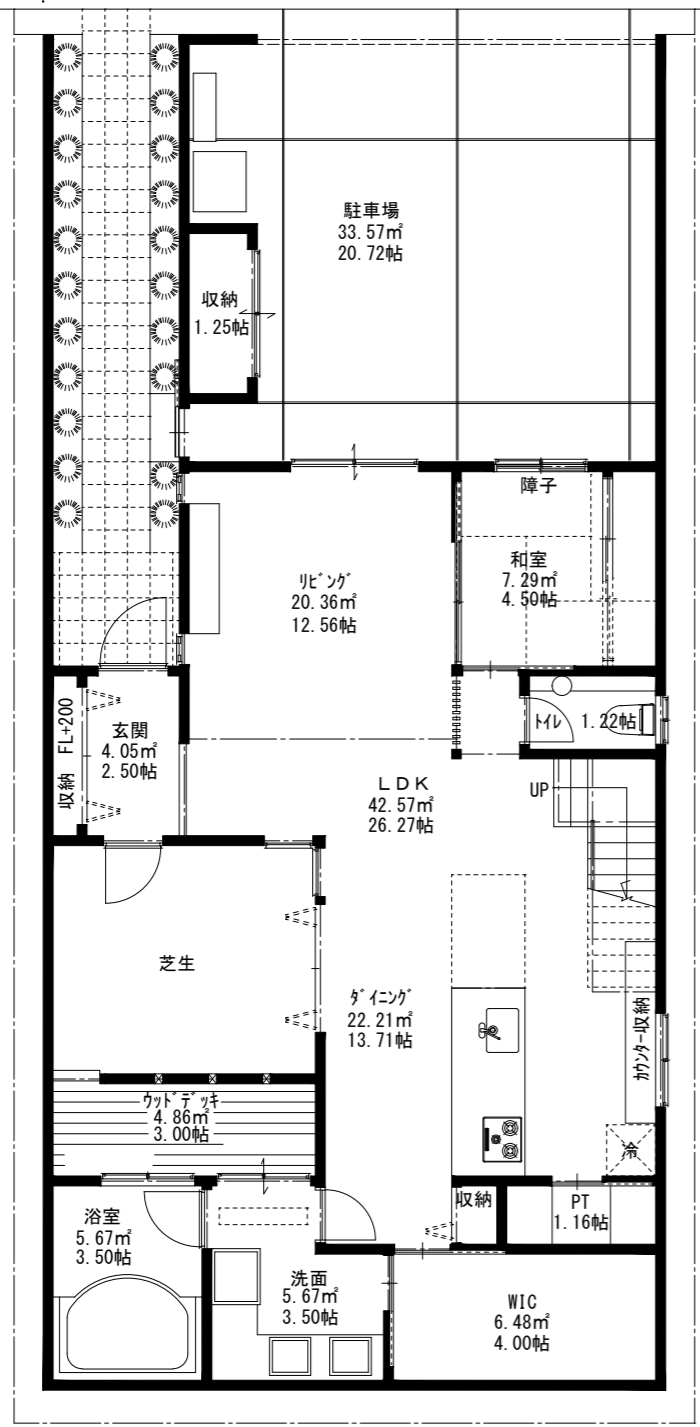 駐車場
33.57㎡
20.72帖
収納
1.25帖
障子
和室
7.29㎡
4.50帖
ﾘﾋﾞﾝｸﾞ
20.36㎡
12.56帖
収納 FL+200
玄関
4.05㎡
2.50帖
ﾄｲﾚ 1.22帖
UP
LDK
42.57㎡
26.27帖
芝生
ﾀﾞｲﾆﾝｸﾞ
22.21㎡
13.71帖
ｶｳﾝﾀｰ収納
ｳｯﾄﾞﾃﾞｯｷ
4.86㎡
3.00帖
冷
浴室
5.67㎡
3.50帖
収納
PT
1.16帖
洗面
5.67㎡
3.50帖
WIC
6.48㎡
4.00帖